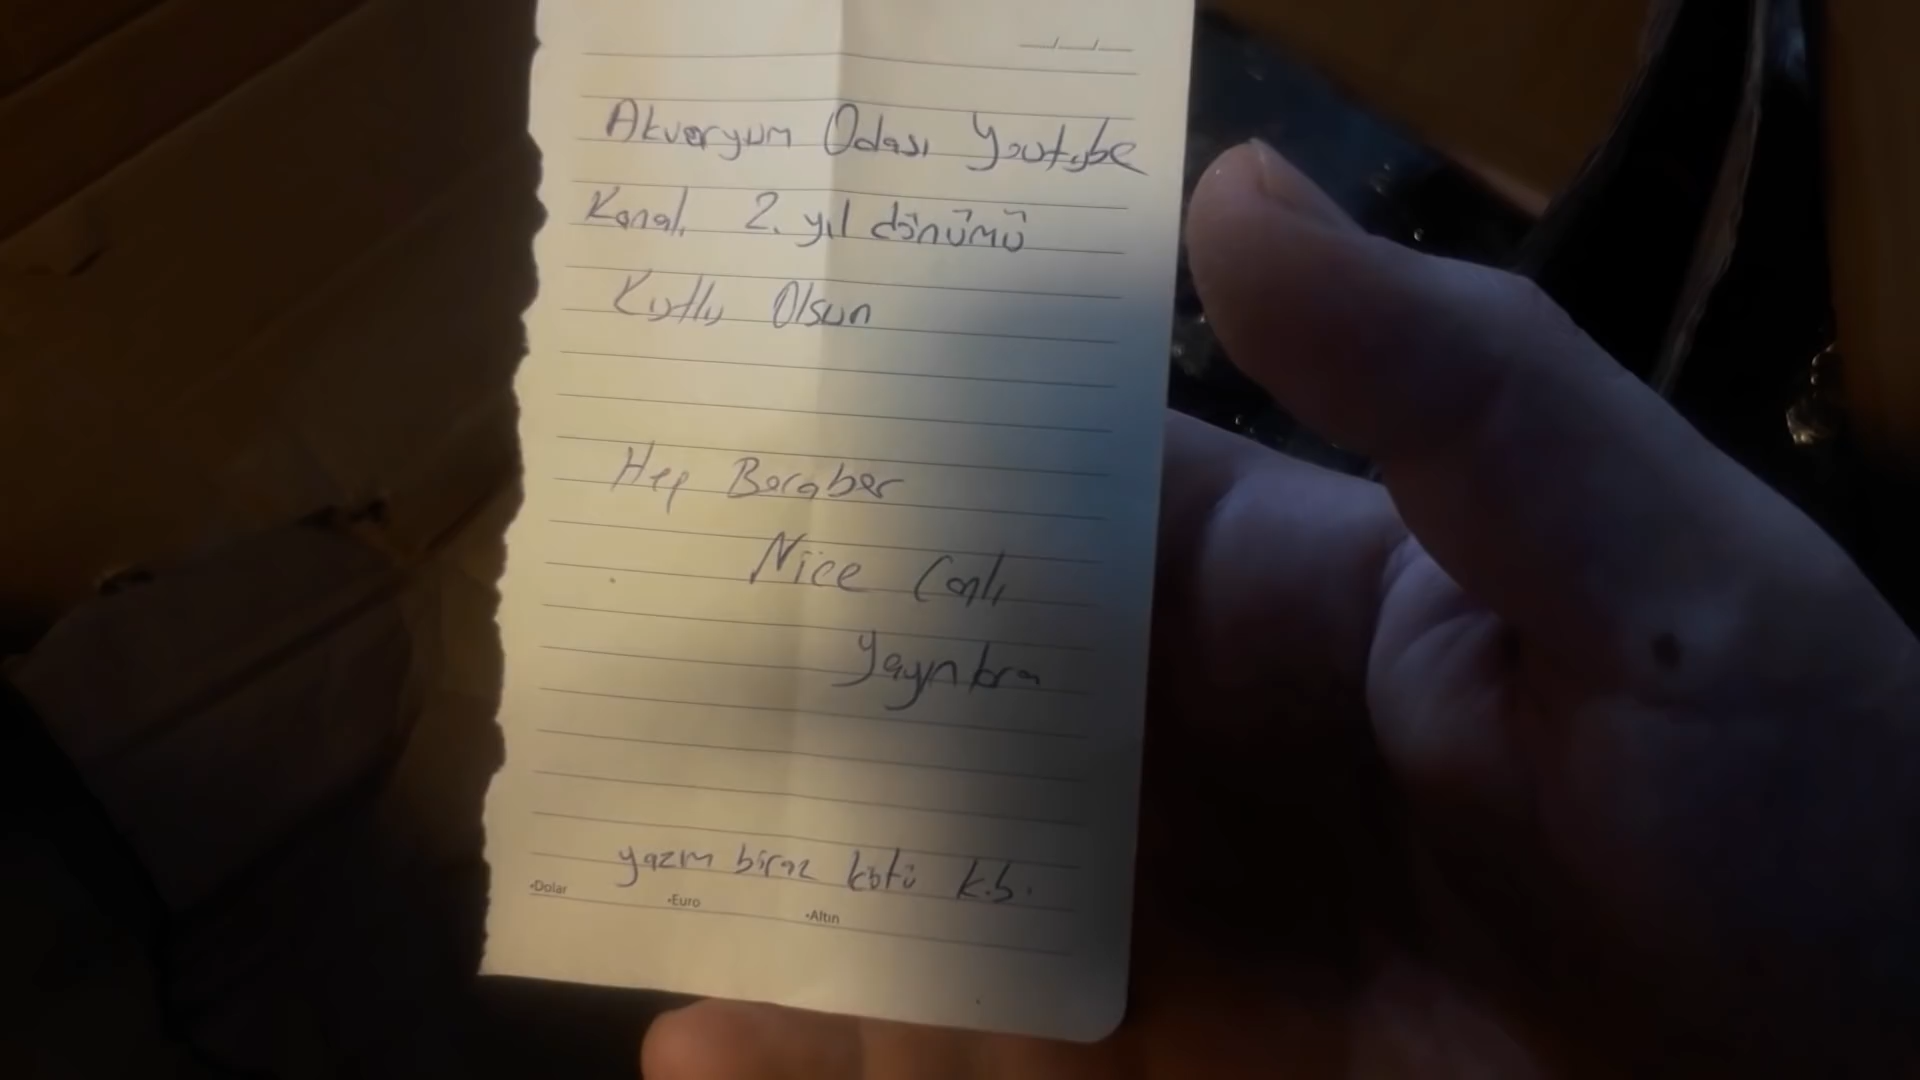 Akvaryum Odası Youtube
Kanalı 2. yıl dönümü
Kutlu Olsun
Hep Beraber
Nice Canlı
Yayınlara
yazım biraz kötü k.b.
•Dolar •Euro •Altın